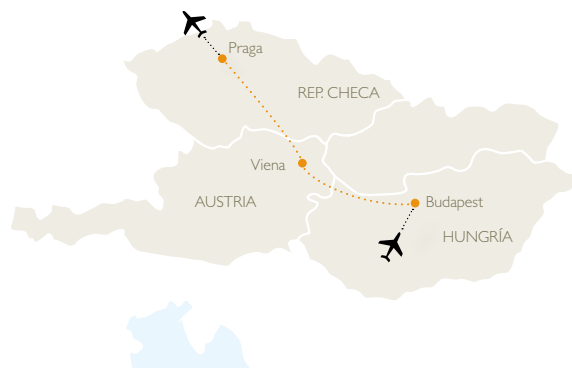 Praga
REP. CHECA
Viena
AUSTRIA
Budapest
HUNGRÍA